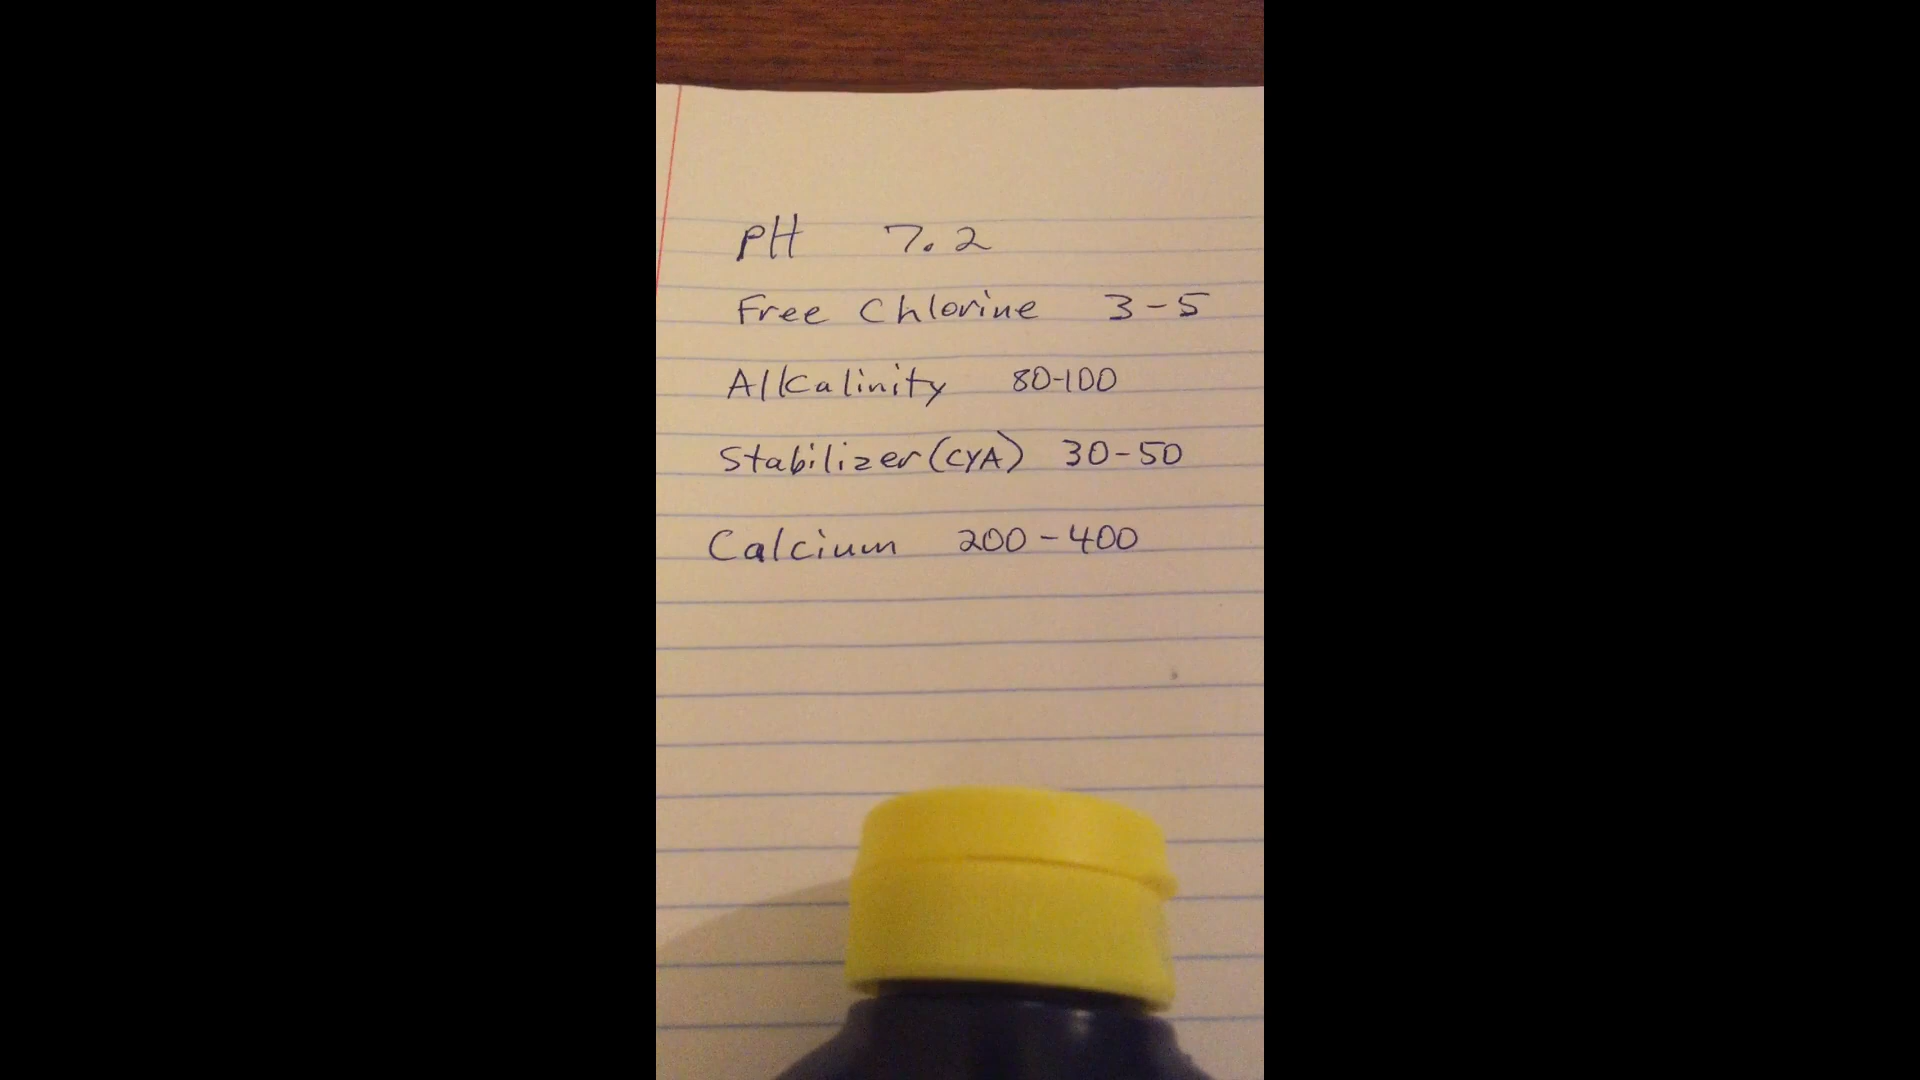 pH 7.2
Free Chlorine 3-5
Alkalinity 80-100
Stabilizer (CYA) 30-50
Calcium 200-400